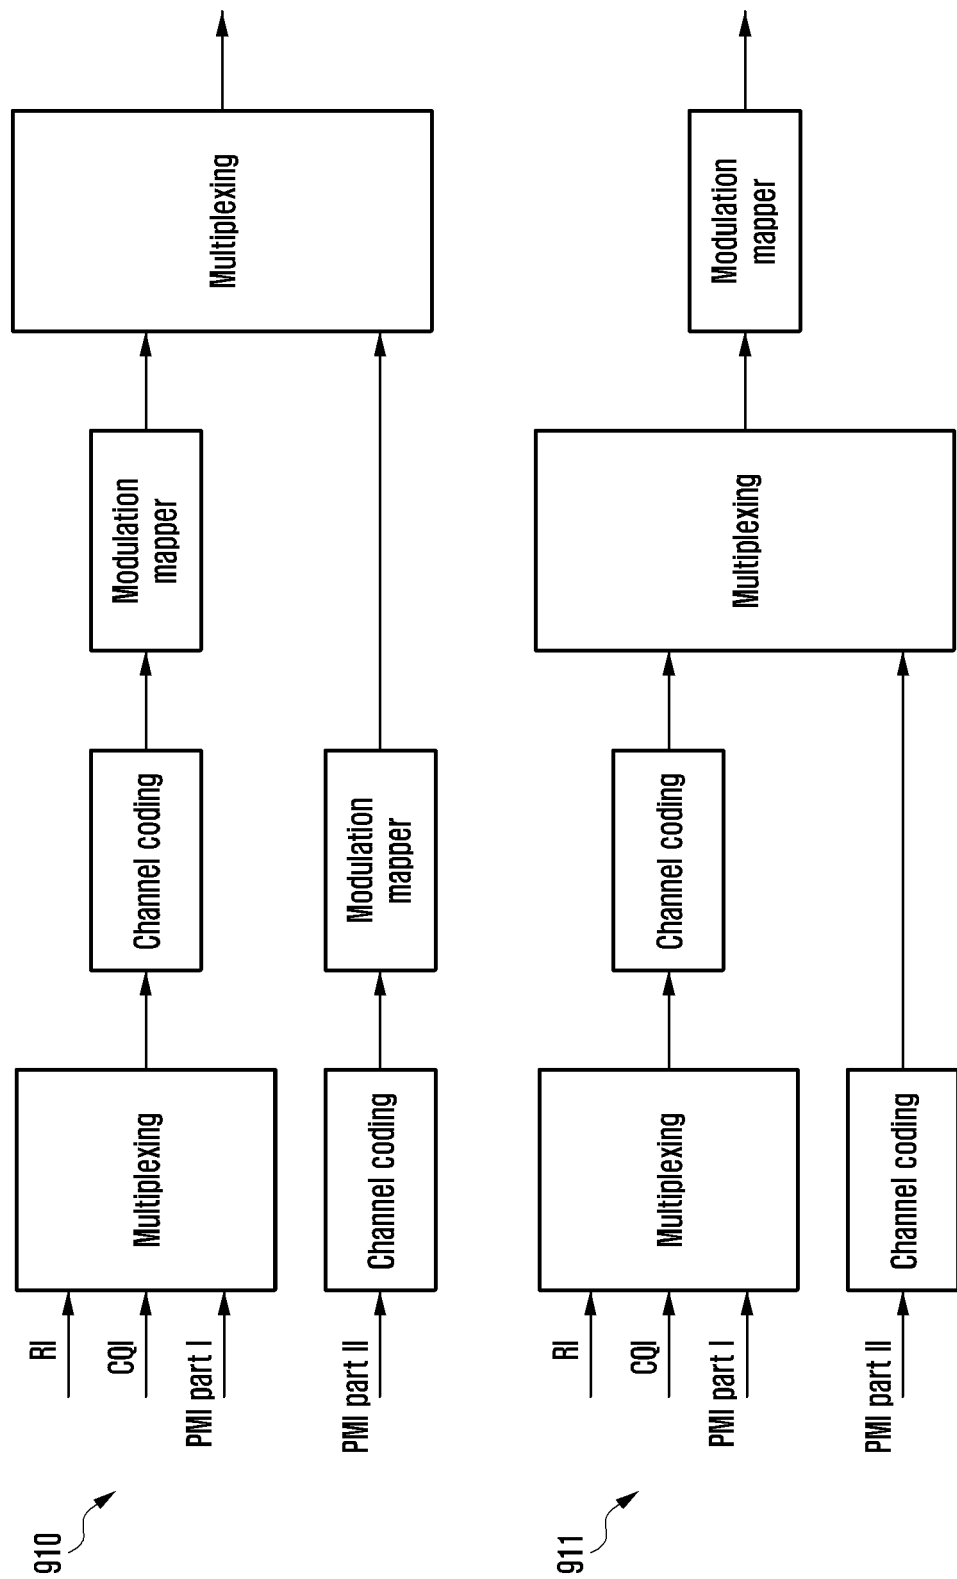 910
RI
CQI
PMI part I
PMI part II
Multiplexing
Channel coding
Channel coding
Modulation
mapper
Modulation
mapper
Multiplexing
911
RI
CQI
PMI part I
PMI part II
Multiplexing
Channel coding
Channel coding
Multiplexing
Modulation
mapper